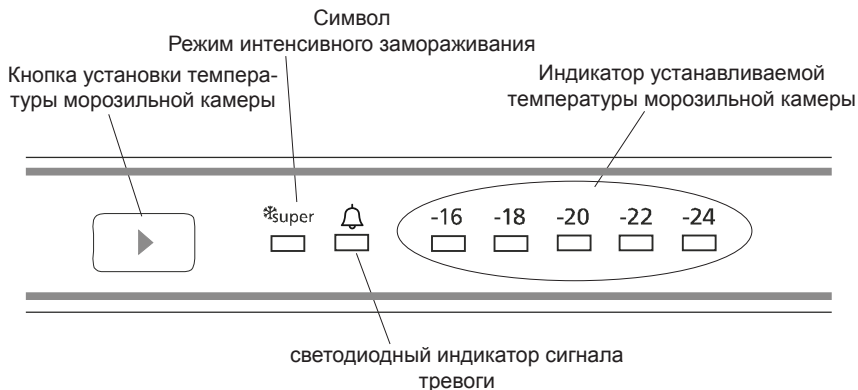 Символ
Режим интенсивного замораживания
Кнопка установки темпера-
туры морозильной камеры
Индикатор устанавливаемой
температуры морозильной камеры
super
-16 -18 -20 -22 -24
светодиодный индикатор сигнала
тревоги